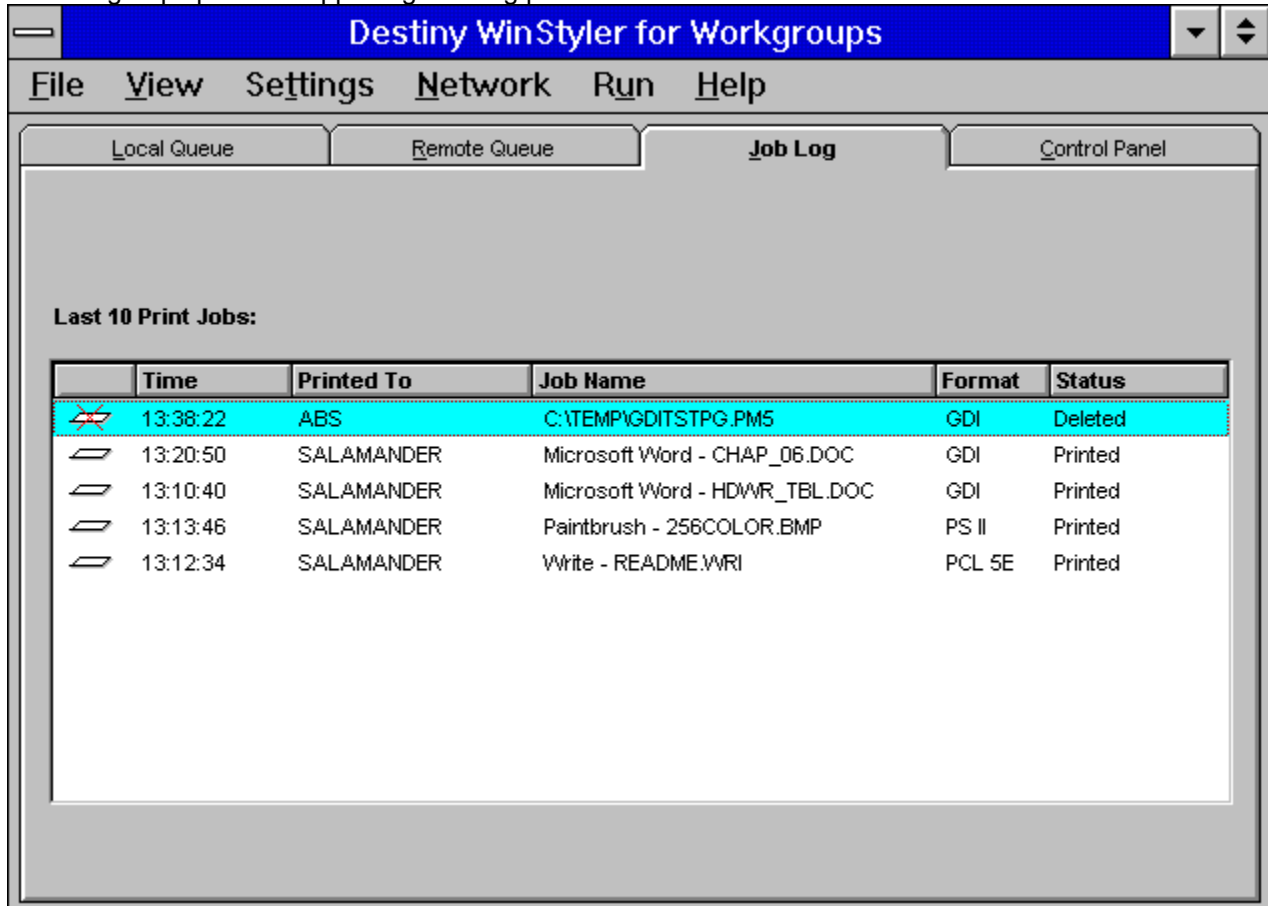 Destiny WinStyler for Workgroups
File View Settings Network Run Help
Local Queue Remote Queue Job Log Control Panel
Last 10 Print Jobs:
Time Printed To Job Name Format Status
13:38:22 ABS C:\TEMP\GDITSTPG.PM5 GDI Deleted
13:20:50 SALAMANDER Microsoft Word - CHAP_06.DOC GDI Printed
13:10:40 SALAMANDER Microsoft Word - HDWR_TBL.DOC GDI Printed
13:13:46 SALAMANDER Paintbrush - 256COLOR.BMP PS II Printed
13:12:34 SALAMANDER Write - README.WRI PCL 5E Printed